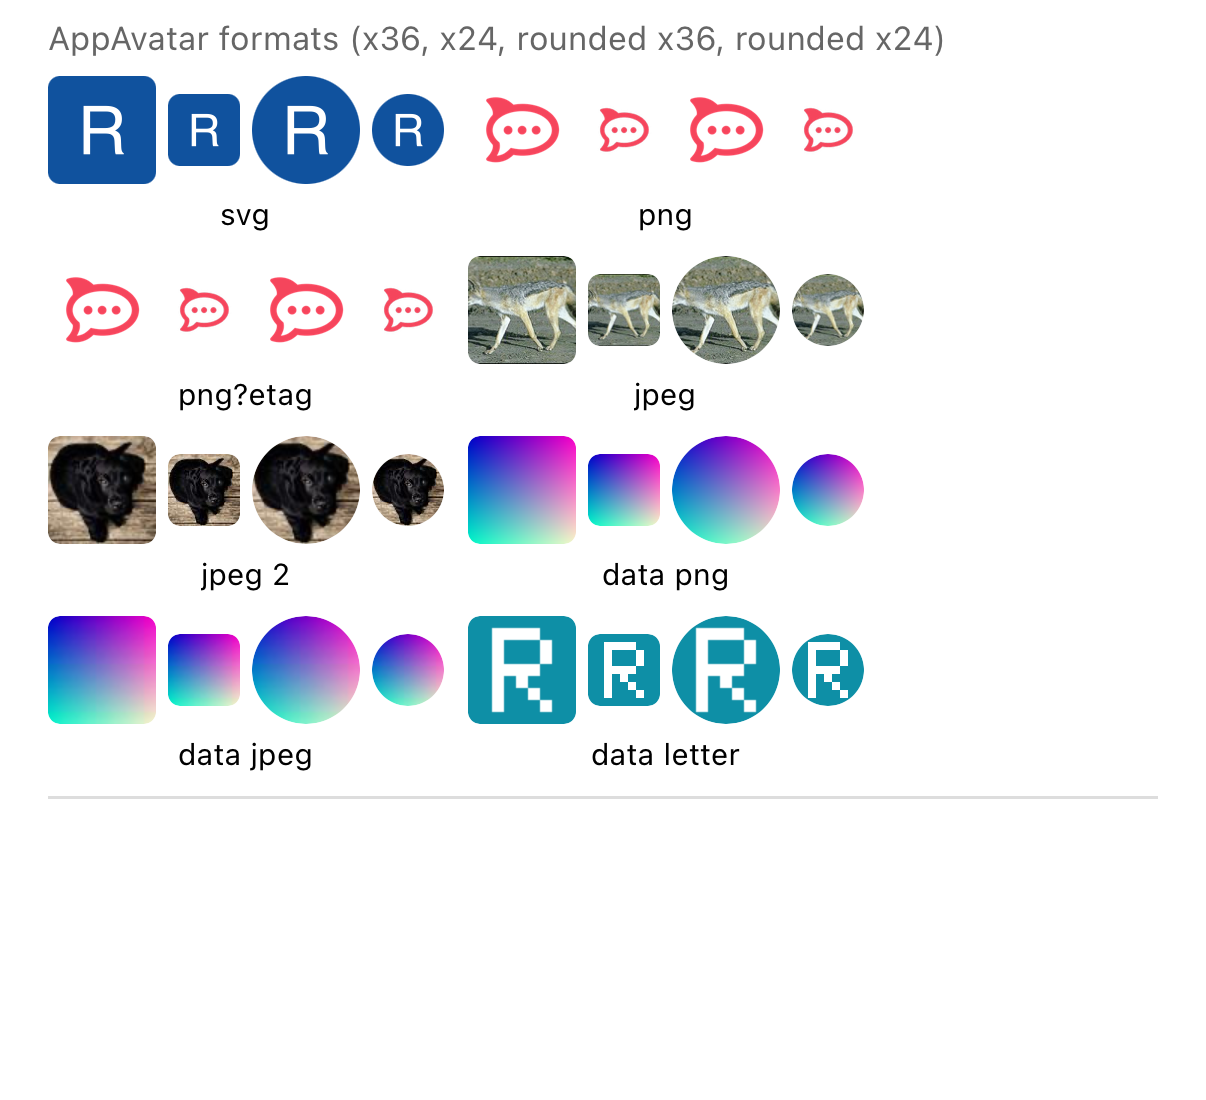 AppAvatar formats (x36, x24, rounded x36, rounded x24)
R R R R
svg
png
png?etag
jpeg
jpeg 2
data png
data jpeg
R R R R
data letter